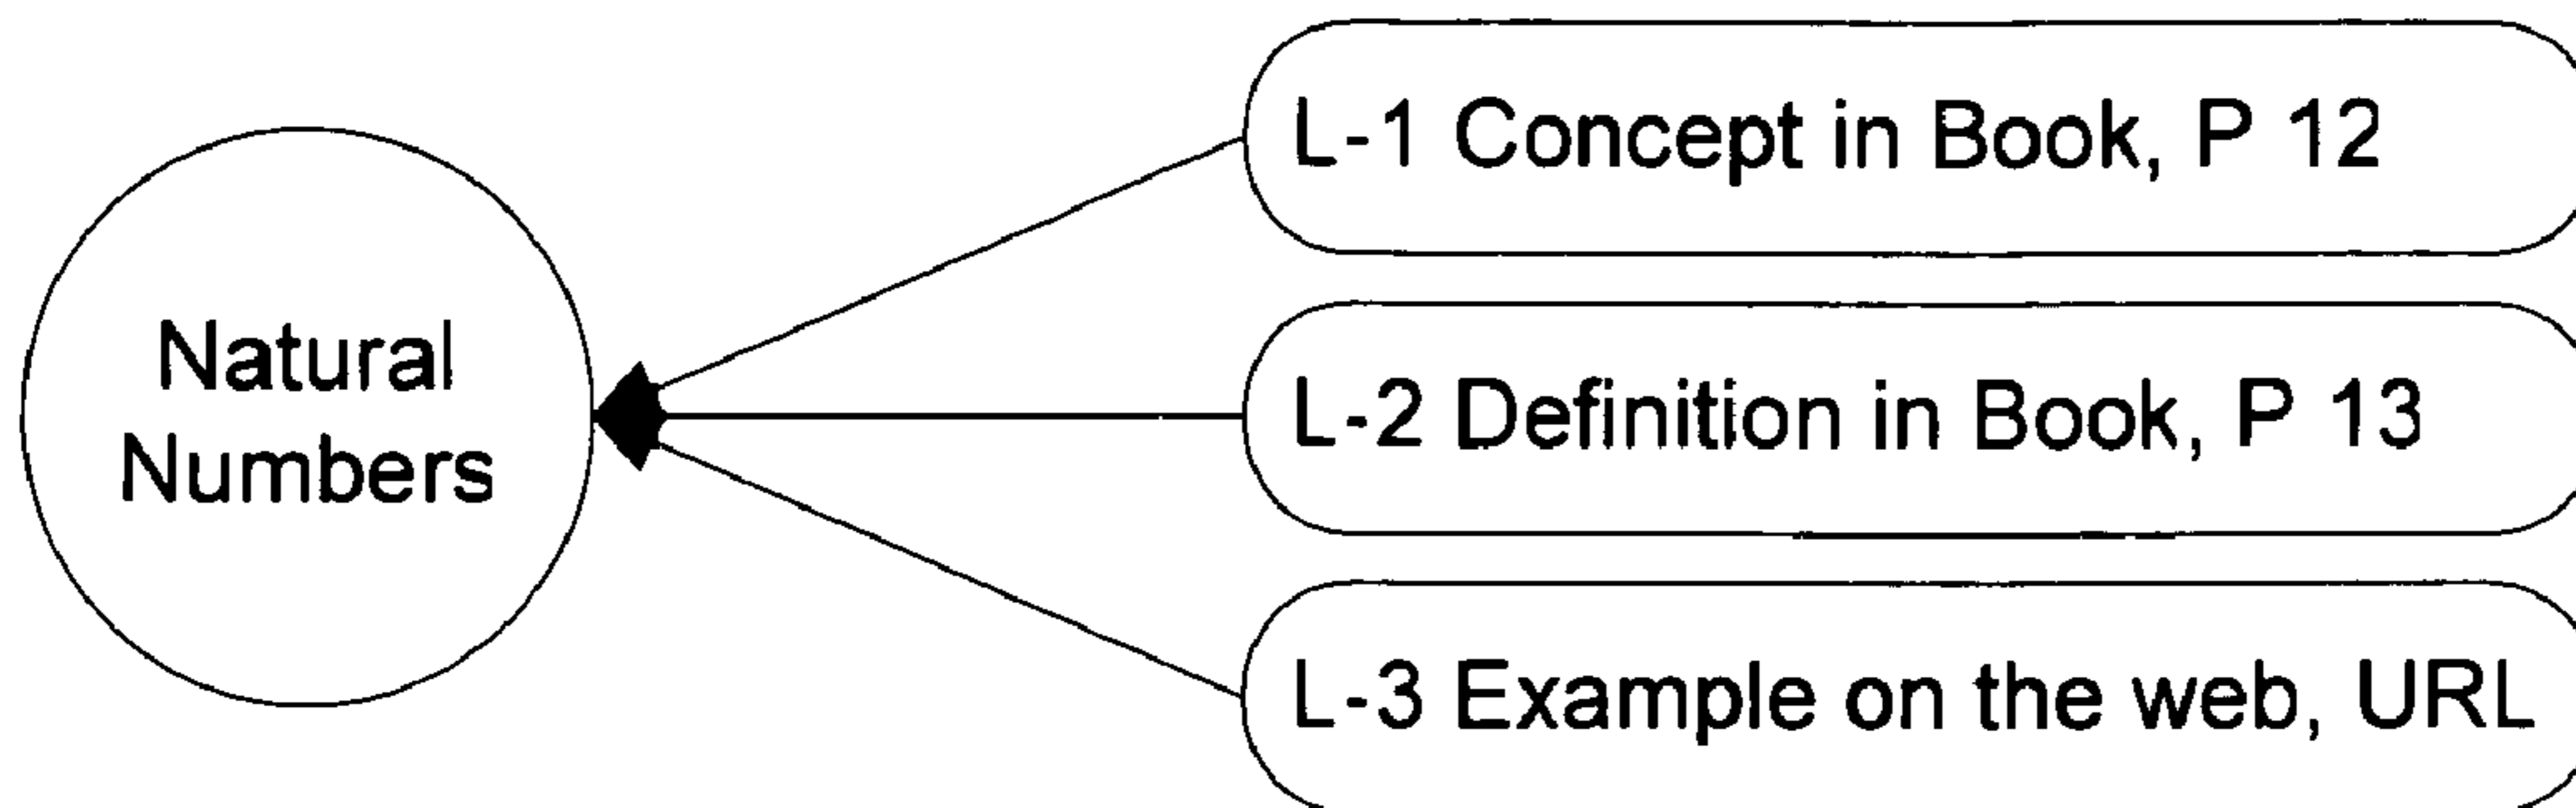 Natural
Numbers
L-1 Concept in Book, P 12
L-2 Definition in Book, P 13
L-3 Example on the web, URL